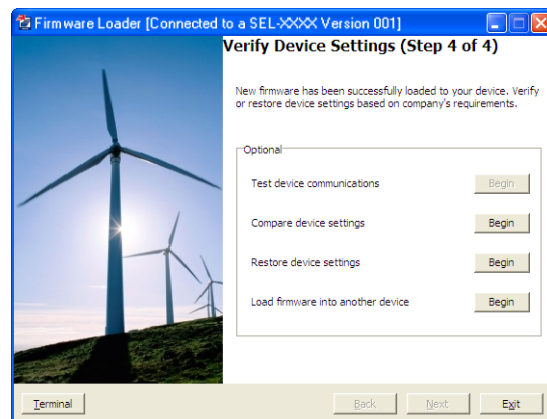 Firmware Loader [Connected to a SEL-XXXX Version 001]
Verify Device Settings (Step 4 of 4)
New firmware has been successfully loaded to your device. Verify
or restore device settings based on company's requirements.
Optional
Test device communications Begin
Compare device settings Begin
Restore device settings Begin
Load firmware into another device Begin
Terminal Back Next Exit